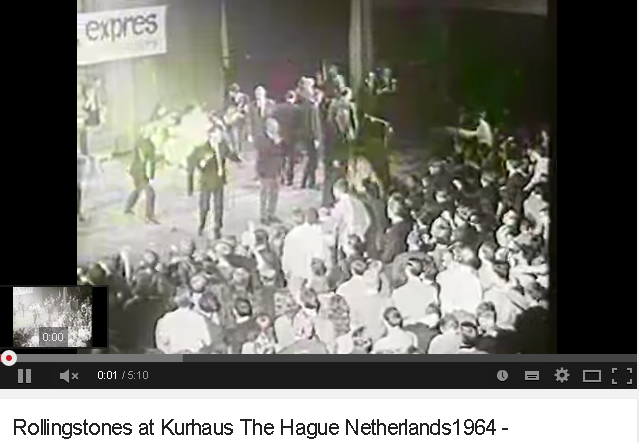 expres
0:00
0:01 / 5:10
Rollingstones at Kurhaus The Hague Netherlands1964 -